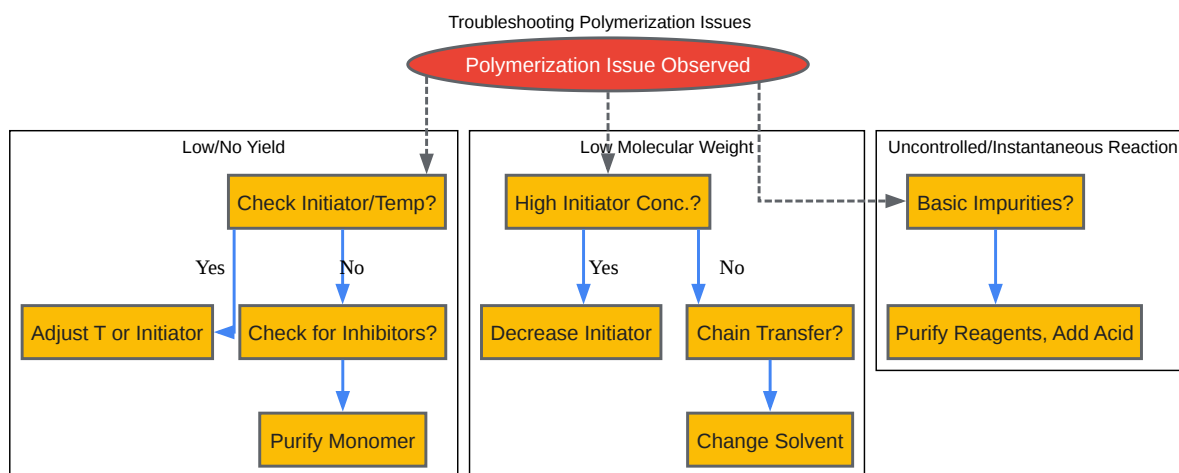 Troubleshooting Polymerization Issues
Polymerization Issue Observed
Low/No Yield
Check Initiator/Temp?
Yes
No
Adjust T or Initiator
Check for Inhibitors?
Purify Monomer
Low Molecular Weight
High Initiator Conc.?
Yes
No
Decrease Initiator
Chain Transfer?
Change Solvent
Uncontrolled/Instantaneous Reaction
Basic Impurities?
Purify Reagents, Add Acid